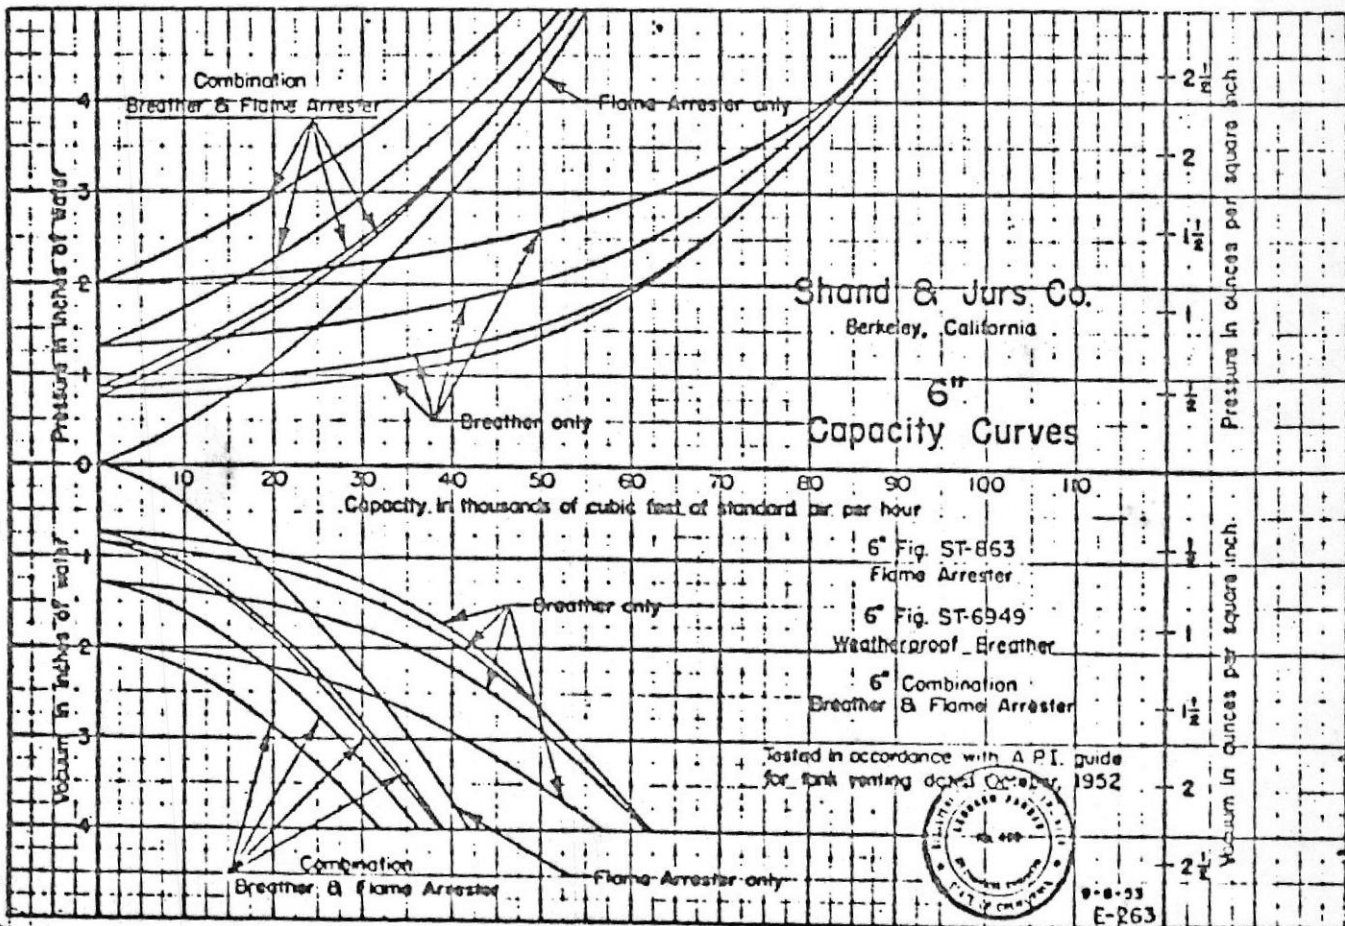 Combination
Breather & Flame Arrester
Flame Arrester only
Pressure in inches of water
4
3
2
1
0
Breather only
Shand & Jurs Co.
Berkeley, California
6"
Capacity Curves
10 20 30 40 50 60 70 80 90 100 110
Capacity in thousands of cubic feet of standard air per hour
Pressure in ounces per square inch
2 1/2
2
1 1/2
1
1/2
Vacuum in inches of water
1
2
3
4
Breather only
6" Fig. ST-863
Flame Arrester
6" Fig. ST-6949
Weatherproof Breather
6" Combination
Breather & Flame Arrester
Tested in accordance with A.P.I. guide
for tank venting dated October, 1952
Combination
Breather & Flame Arrester
Flame Arrester only
Vacuum in ounces per square inch
1/2
1
1 1/2
2
2 1/2
9-8-53
E-263